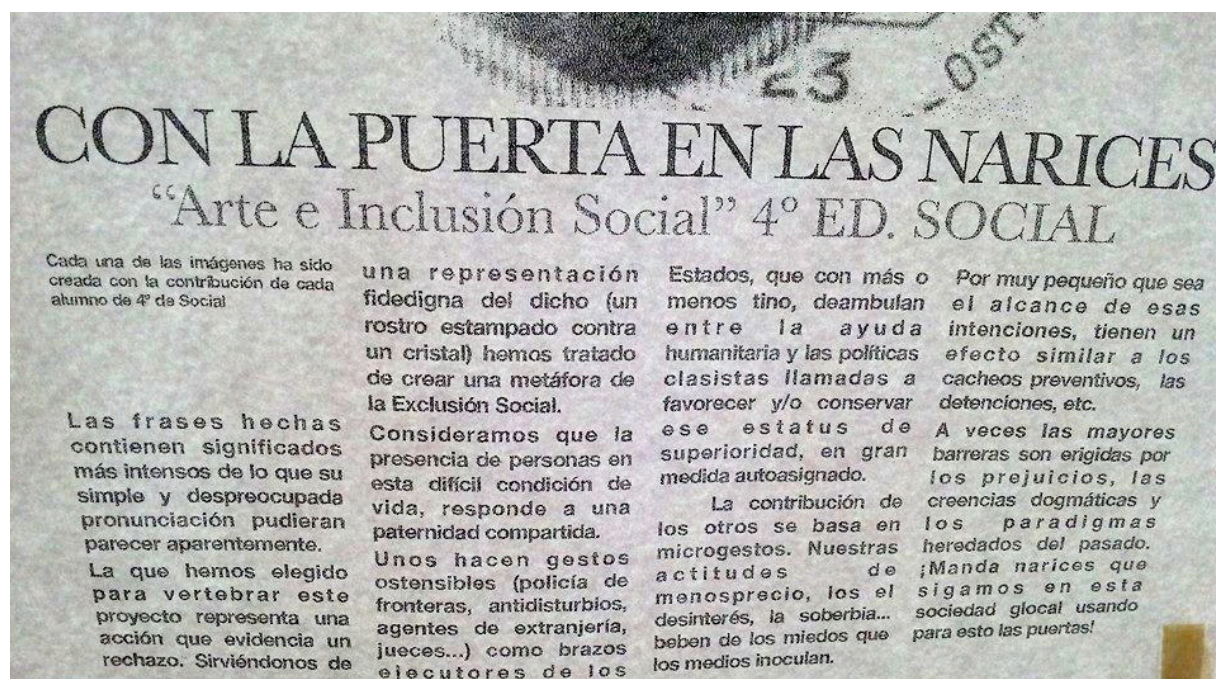 23
OST
CON LA PUERTA EN LAS NARICES
“Arte e Inclusión Social” 4º ED. SOCIAL
Cada una de las imágenes ha sido
creada con la contribución de cada
alumno de 4º de Social
Las frases hechas
contienen significados
más intensos de lo que su
simple y despreocupada
pronunciación pudieran
parecer aparentemente.
La que hemos elegido
para vertebrar este
proyecto representa una
acción que evidencia un
rechazo. Sirviéndonos de
una representación
fidedigna del dicho (un
rostro estampado contra
un cristal) hemos tratado
de crear una metáfora de
la Exclusión Social.
Consideramos que la
presencia de personas en
esta difícil condición de
vida, responde a una
paternidad compartida.
Unos hacen gestos
ostensibles (policía de
fronteras, antidisturbios,
agentes de extranjería,
jueces...) como brazos
ejecutores de los
Estados, que con más o
menos tino, deambulan
entre la ayuda
humanitaria y las políticas
clasistas llamadas a
favorecer y/o conservar
ese estatus de
superioridad, en gran
medida autoasignado.
La contribución de
los otros se basa en
microgestos. Nuestras
actitudes de
menosprecio, los el
desinterés, la soberbia...
beben de los miedos que
los medios inoculan.
Por muy pequeño que sea
el alcance de esas
intenciones, tienen un
efecto similar a los
cacheos preventivos, las
detenciones, etc.
A veces las mayores
barreras son erigidas por
los prejuicios, las
creencias dogmáticas y
los paradigmas
heredados del pasado.
¡Manda narices que
sigamos en esta
sociedad glocal usando
para esto las puertas!